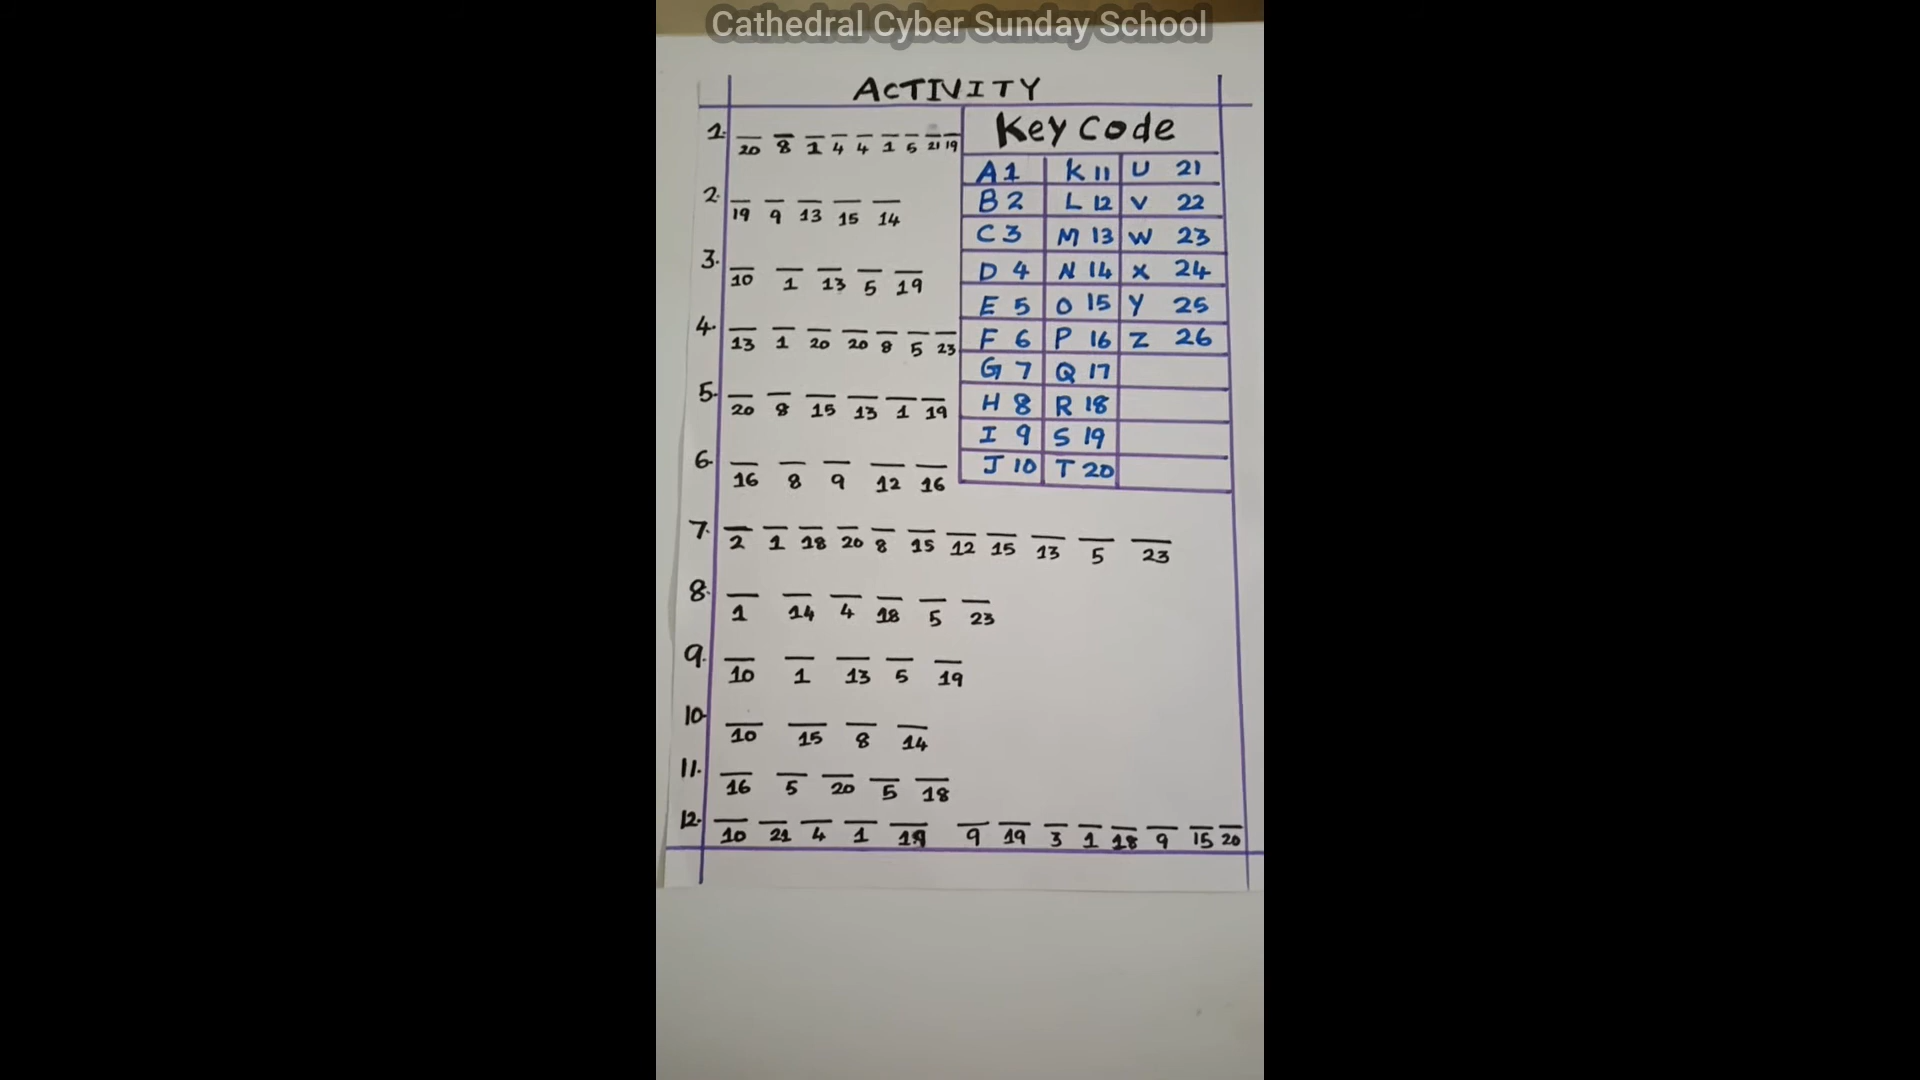 Cathedral Cyber Sunday School
ACTIVITY
Key Code
1. 20 8 1 4 4 1 5 21 19
2. 19 9 13 15 14
3. 10 1 13 5 19
4. 13 1 20 20 8 5 23
5. 20 8 15 13 1 19
6. 16 8 9 12 16
7. 2 1 18 20 8 15 12 15 13 5 23
8. 1 14 4 18 5 23
9. 10 1 13 5 19
10. 10 15 8 14
11. 16 5 20 5 18
12. 10 21 4 1 19 9 19 3 1 18 9 15 20
A 1 K 11 U 21
B 2 L 12 V 22
C 3 M 13 W 23
D 4 N 14 X 24
E 5 O 15 Y 25
F 6 P 16 Z 26
G 7 Q 17
H 8 R 18
I 9 S 19
J 10 T 20